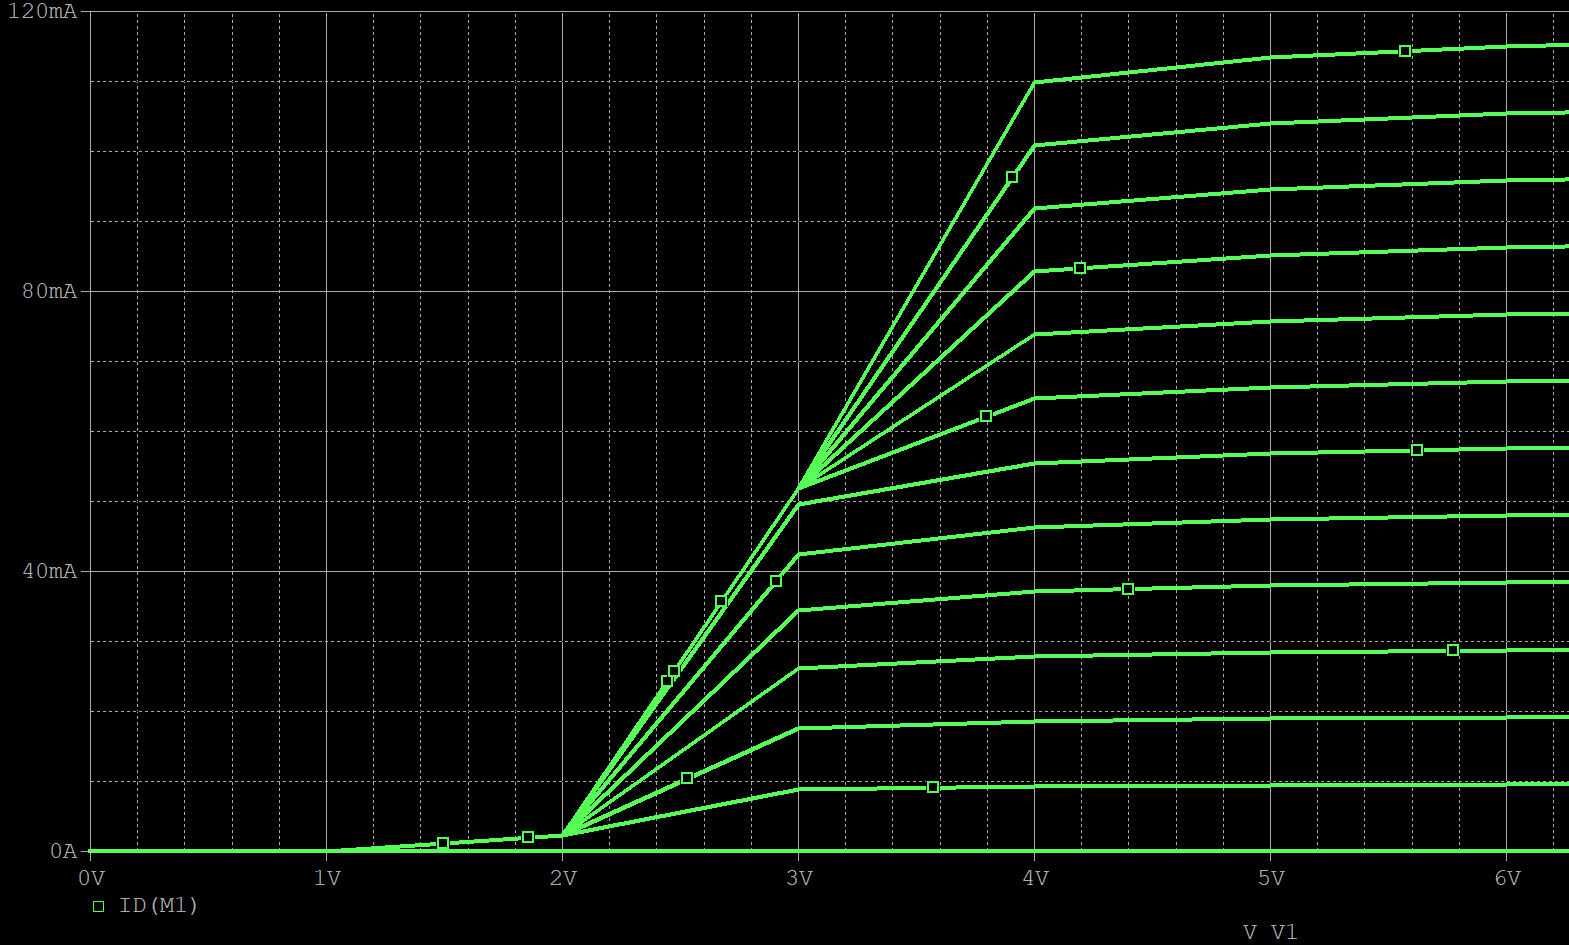 120mA
80mA
40mA
0A
0V 1V 2V 3V 4V 5V 6V
ID(M1)
V V1